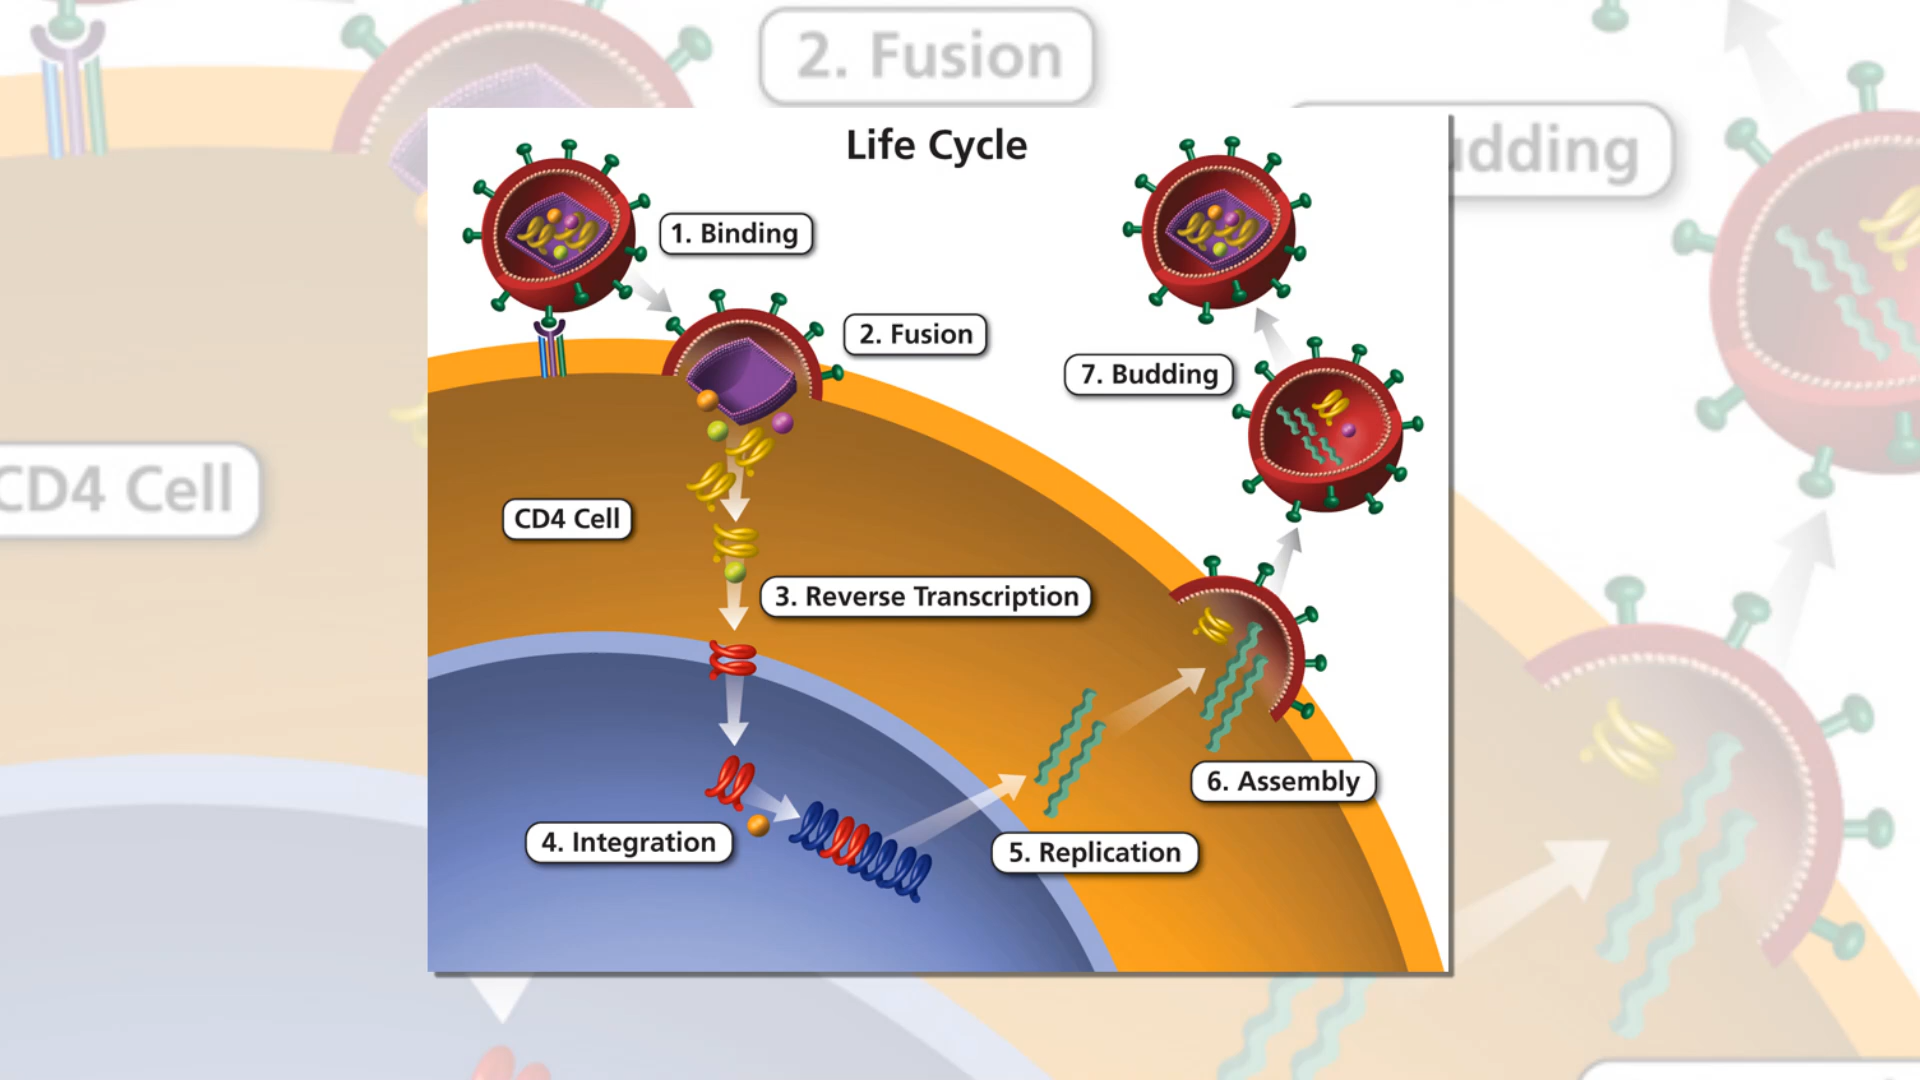 2. Fusion
udding
CD4 Cell
Life Cycle
1. Binding
2. Fusion
7. Budding
CD4 Cell
3. Reverse Transcription
4. Integration
5. Replication
6. Assembly